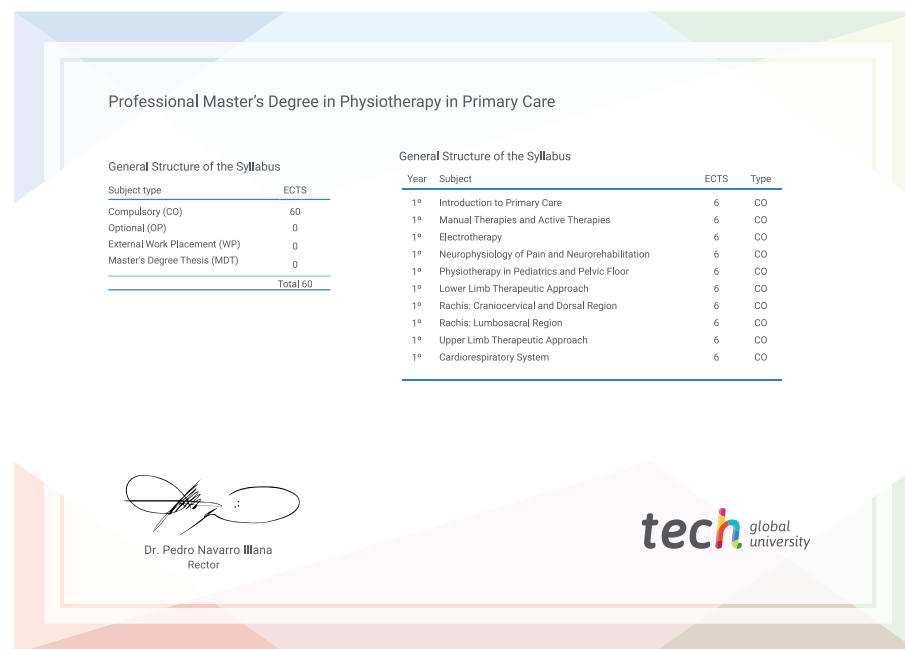 Professional Master's Degree in Physiotherapy in Primary Care
General Structure of the Syllabus
Subject type ECTS
Compulsory (CO) 60
Optional (OP) 0
External Work Placement (WP) 0
Master's Degree Thesis (MDT) 0
Total 60
General Structure of the Syllabus
Year Subject ECTS Type
1º Introduction to Primary Care 6 CO
1º Manual Therapies and Active Therapies 6 CO
1º Electrotherapy 6 CO
1º Neurophysiology of Pain and Neurorehabilitation 6 CO
1º Physiotherapy in Pediatrics and Pelvic Floor 6 CO
1º Lower Limb Therapeutic Approach 6 CO
1º Rachis: Craniocervical and Dorsal Region 6 CO
1º Rachis: Lumbosacral Region 6 CO
1º Upper Limb Therapeutic Approach 6 CO
1º Cardiorespiratory System 6 CO
Dr. Pedro Navarro Illana
Rector
tech global
university